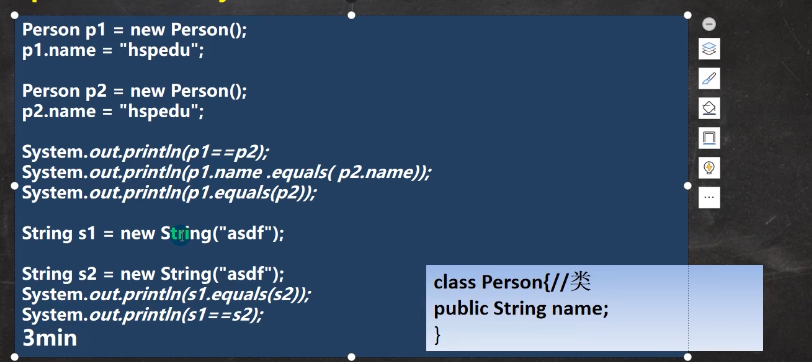 Person p1 = new Person();
p1.name = "hspedu";
Person p2 = new Person();
p2.name = "hspedu";
System.out.println(p1==p2);
System.out.println(p1.name .equals( p2.name));
System.out.println(p1.equals(p2));
String s1 = new String("asdf");
String s2 = new String("asdf");
System.out.println(s1.equals(s2));
System.out.println(s1==s2);
3min
class Person{//类
public String name;
}